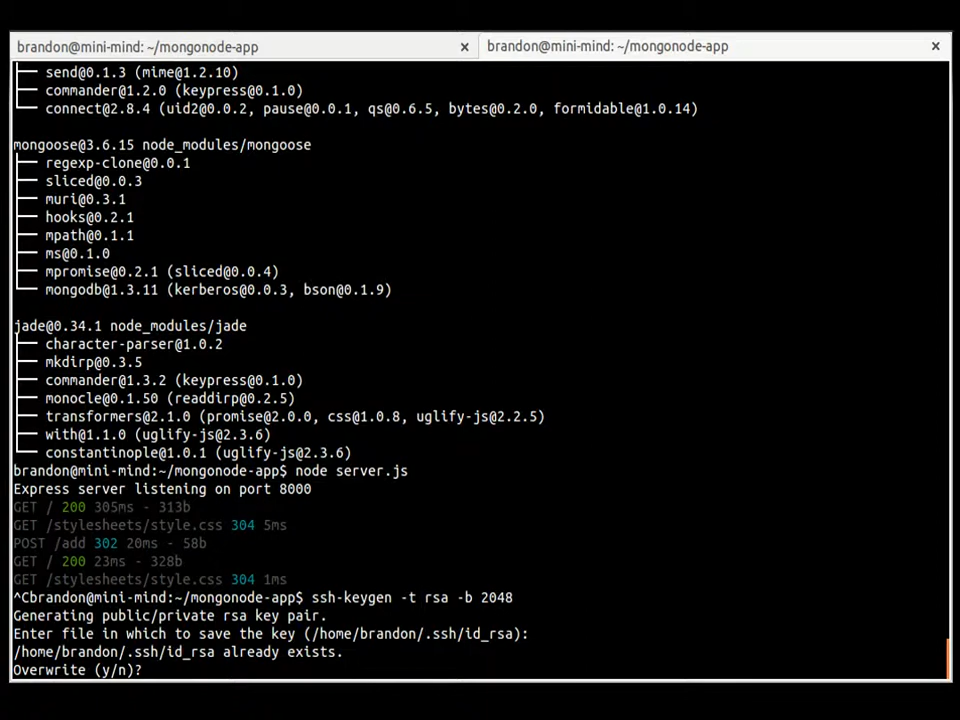 brandon@mini-mind: ~/mongonode-app × brandon@mini-mind: ~/mongonode-app ×
├── send@0.1.3 (mime@1.2.10)
├── commander@1.2.0 (keypress@0.1.0)
└── connect@2.8.4 (uid2@0.0.2, pause@0.0.1, qs@0.6.5, bytes@0.2.0, formidable@1.0.14)
mongoose@3.6.15 node_modules/mongoose
├── regexp-clone@0.0.1
├── sliced@0.0.3
├── muri@0.3.1
├── hooks@0.2.1
├── mpath@0.1.1
├── ms@0.1.0
├── mpromise@0.2.1 (sliced@0.0.4)
└── mongodb@1.3.11 (kerberos@0.0.3, bson@0.1.9)
jade@0.34.1 node_modules/jade
├── character-parser@1.0.2
├── mkdirp@0.3.5
├── commander@1.3.2 (keypress@0.1.0)
├── monocle@0.1.50 (readdirp@0.2.5)
├── transformers@2.1.0 (promise@2.0.0, css@1.0.8, uglify-js@2.2.5)
├── with@1.1.0 (uglify-js@2.3.6)
└── constantinople@1.0.1 (uglify-js@2.3.6)
brandon@mini-mind:~/mongonode-app$ node server.js
Express server listening on port 8000
GET / 200 305ms - 313b
GET /stylesheets/style.css 304 5ms
POST /add 302 20ms - 58b
GET / 200 23ms - 328b
GET /stylesheets/style.css 304 1ms
^Cbrandon@mini-mind:~/mongonode-app$ ssh-keygen -t rsa -b 2048
Generating public/private rsa key pair.
Enter file in which to save the key (/home/brandon/.ssh/id_rsa):
/home/brandon/.ssh/id_rsa already exists.
Overwrite (y/n)?